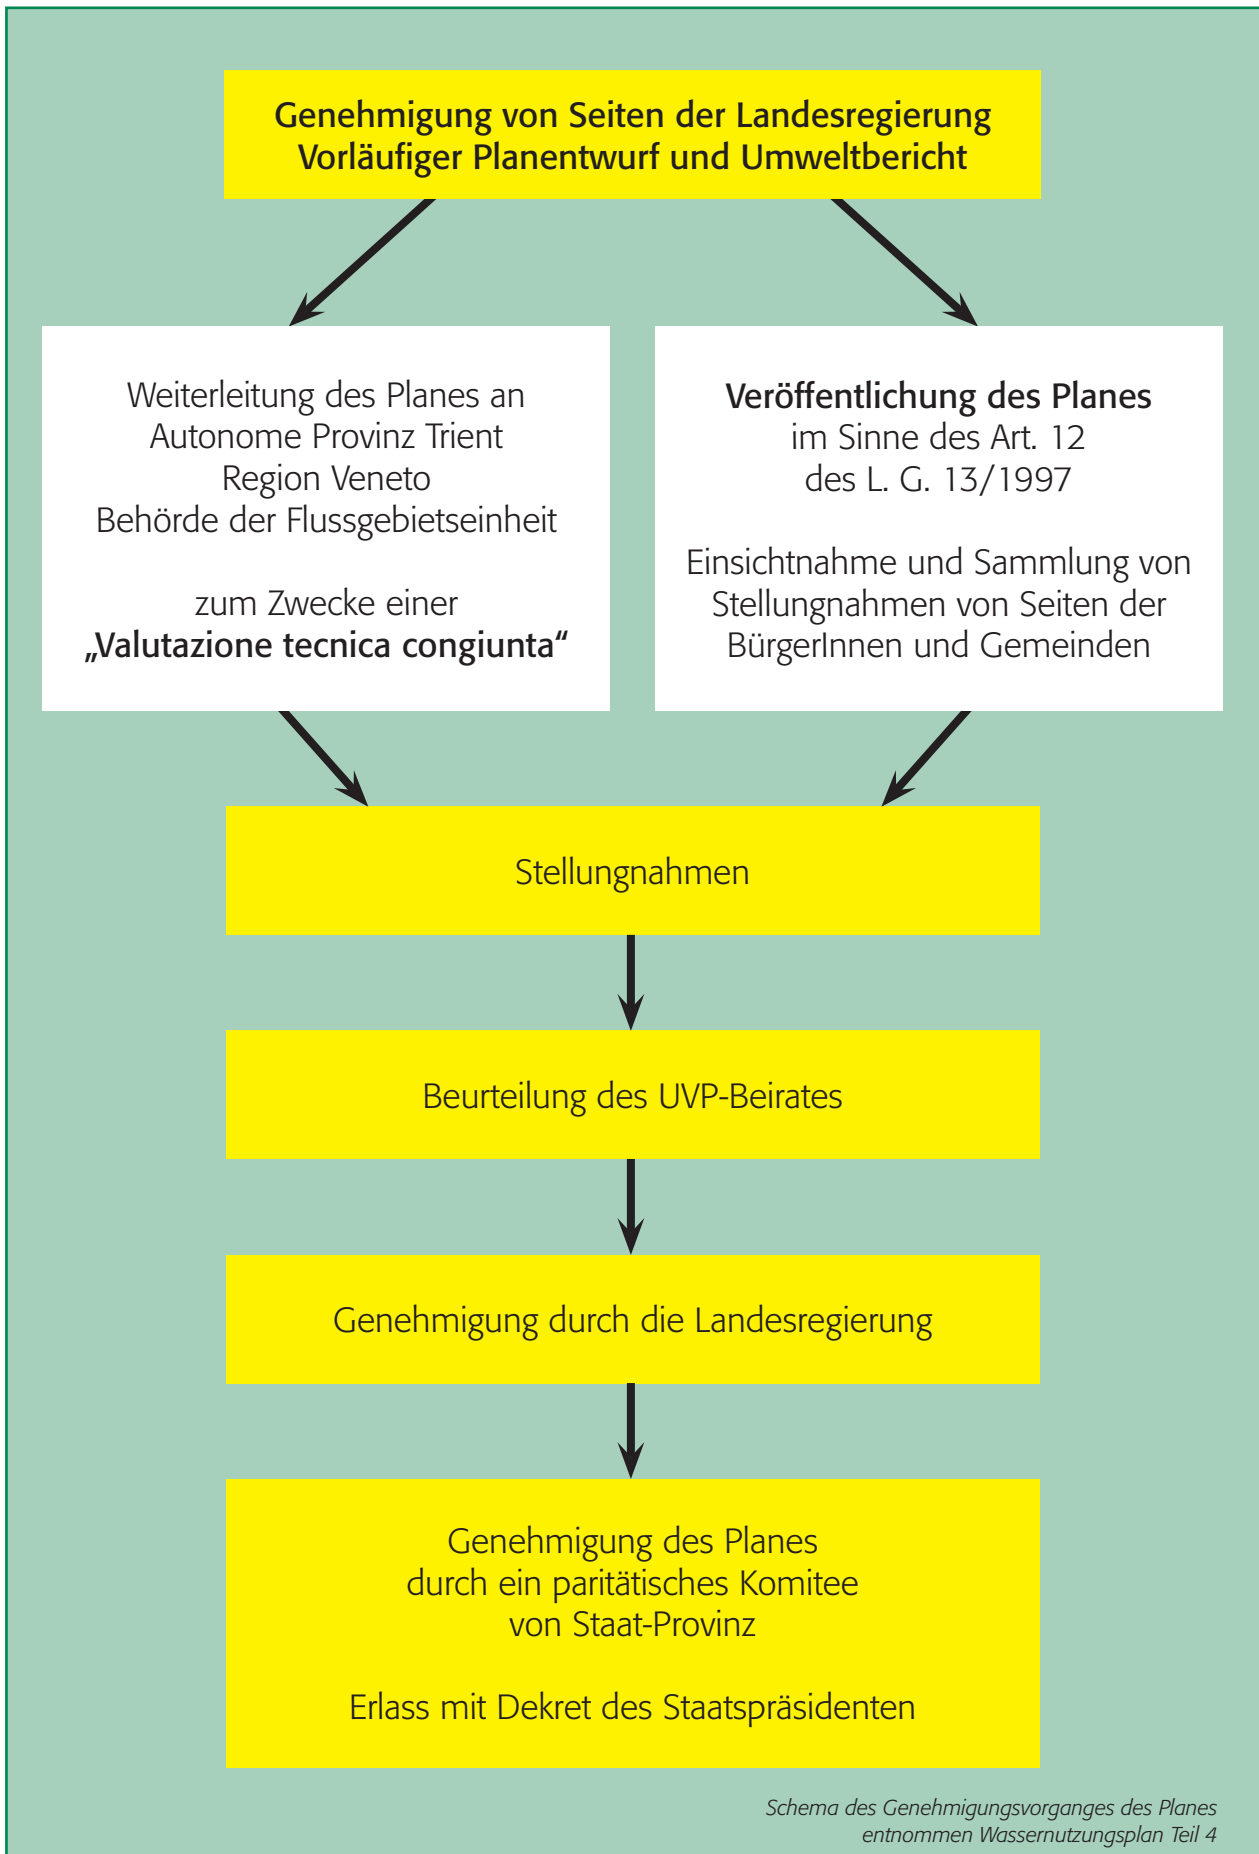 Genehmigung von Seiten der Landesregierung
Vorläufiger Planentwurf und Umweltbericht
Weiterleitung des Planes an
Autonome Provinz Trient
Region Veneto
Behörde der Flussgebietseinheit
zum Zwecke einer
„Valutazione tecnica congiunta“
Veröffentlichung des Planes
im Sinne des Art. 12
des L. G. 13/1997
Einsichtnahme und Sammlung von
Stellungnahmen von Seiten der
BürgerInnen und Gemeinden
Stellungnahmen
Beurteilung des UVP-Beirates
Genehmigung durch die Landesregierung
Genehmigung des Planes
durch ein paritätisches Komitee
von Staat-Provinz
Erlass mit Dekret des Staatspräsidenten
Schema des Genehmigungsvorganges des Planes
entnommen Wassernutzungsplan Teil 4